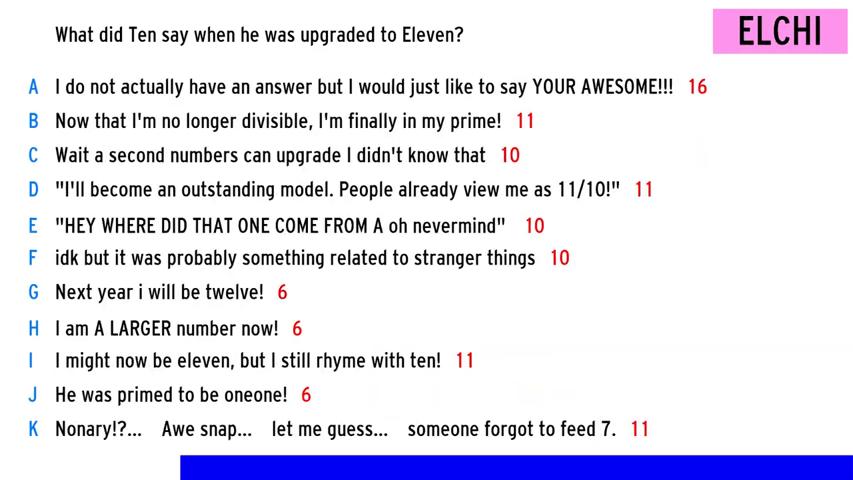 What did Ten say when he was upgraded to Eleven?
ELCHI
A I do not actually have an answer but I would just like to say YOUR AWESOME!!! 16
B Now that I'm no longer divisible, I'm finally in my prime! 11
C Wait a second numbers can upgrade I didn't know that 10
D "I'll become an outstanding model. People already view me as 11/10!" 11
E "HEY WHERE DID THAT ONE COME FROM A oh nevermind" 10
F idk but it was probably something related to stranger things 10
G Next year i will be twelve! 6
H I am A LARGER number now! 6
I I might now be eleven, but I still rhyme with ten! 11
J He was primed to be oneone! 6
K Nonary!?... Awe snap... let me guess... someone forgot to feed 7. 11